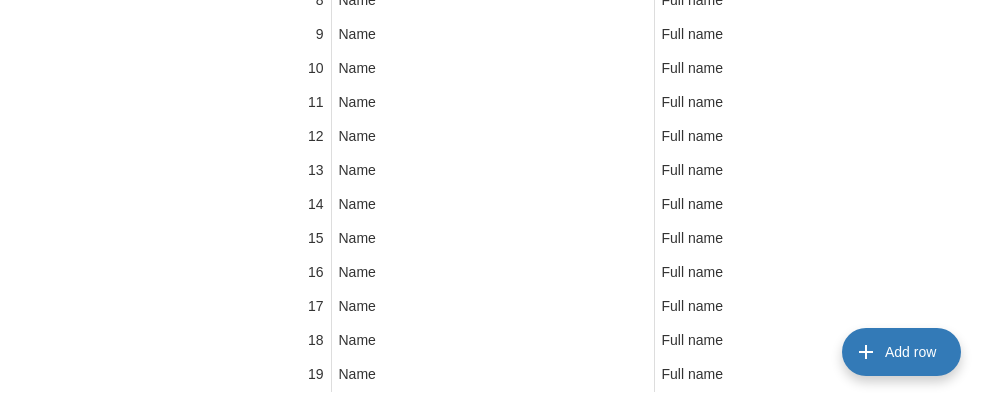 8 Name Full name
9 Name Full name
10 Name Full name
11 Name Full name
12 Name Full name
13 Name Full name
14 Name Full name
15 Name Full name
16 Name Full name
17 Name Full name
18 Name Full name
Add row
19 Name Full name